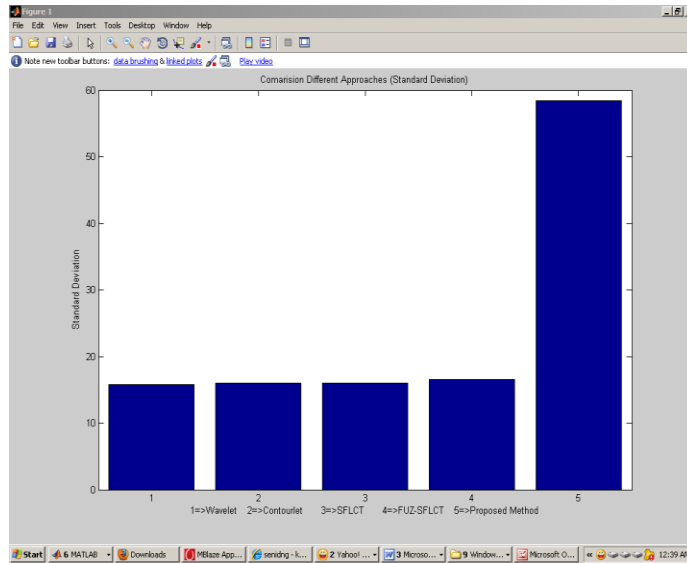 Figure 1
File Edit View Insert Tools Desktop Window Help
Note new toolbar buttons: data brushing & linked plots Play video
Comarision Different Approaches (Standard Deviation)
60
50
40
30
20
10
0
Standard Deviation
1 2 3 4 5
1=>Wavelet 2=>Contourlet 3=>SFLCT 4=>FUZ-SFLCT 5=>Proposed Method
Start 6 MATLAB Downloads MBlaze App... senidng - k... 2 Yahoo! ... 3 Microso... 9 Window... Microsoft O... « 12:39 AM